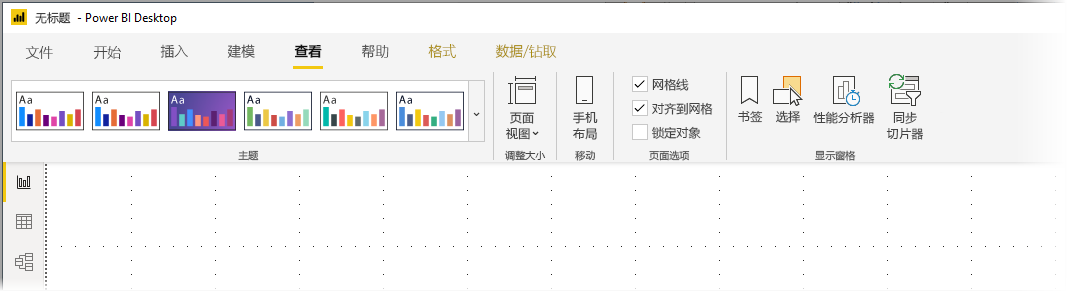 无标题 - Power BI Desktop
文件 开始 插入 建模 查看 帮助 格式 数据/钻取
Aa Aa Aa Aa Aa Aa
页面
视图
手机
布局
网格线
对齐到网格
锁定对象
书签
选择
性能分析器
同步
切片器
主题 调整大小 移动 页面选项 显示窗格